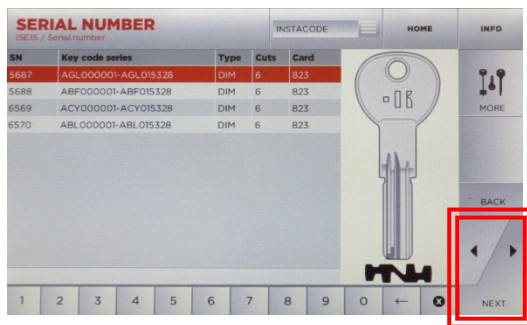 SERIAL NUMBER
ISE15 / Serial number
INSTACODE
HOME
INFO
SN Key code series Type Cuts Card
5687 AGL000001-AGL015328 DIM 6 823
5688 ABF000001-ABF015328 DIM 6 823
6569 ACY000001-ACY015328 DIM 6 823
6570 ABL000001-ABL015328 DIM 6 823
MORE
BACK
1 2 3 4 5 6 7 8 9 0 ←
NEXT